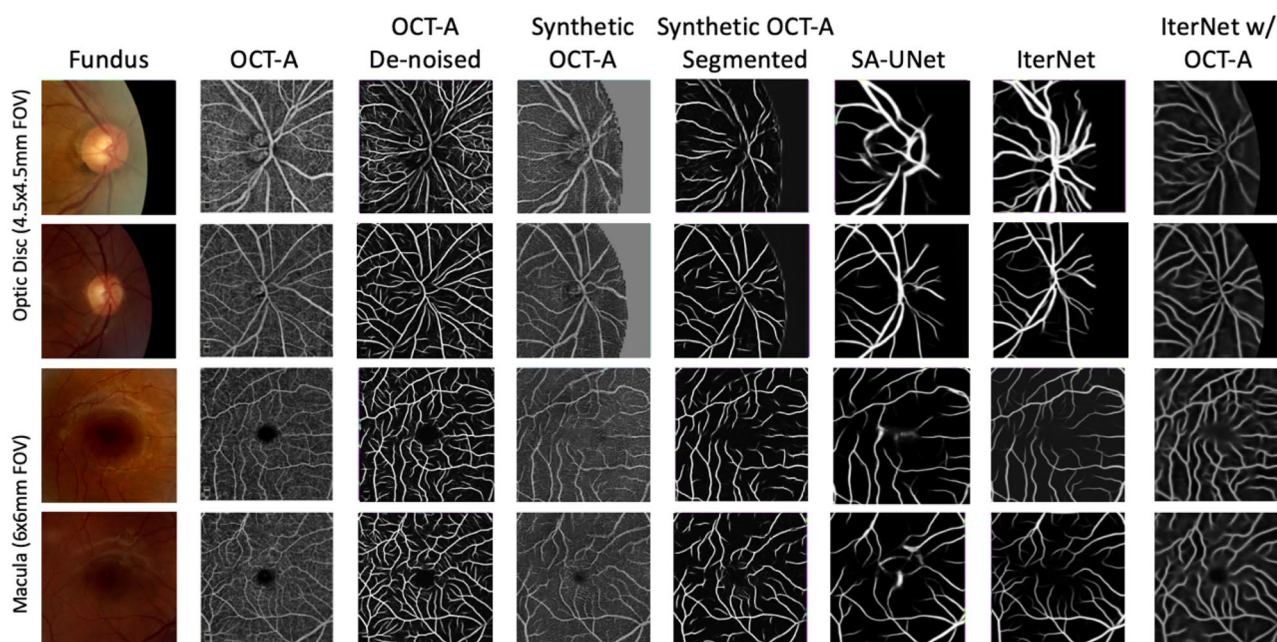 OCT-A Synthetic Synthetic OCT-A IterNet w/
Fundus OCT-A De-noised OCT-A Segmented SA-UNet IterNet OCT-A
Optic Disc (4.5x4.5mm FOV)
Macula (6x6mm FOV)